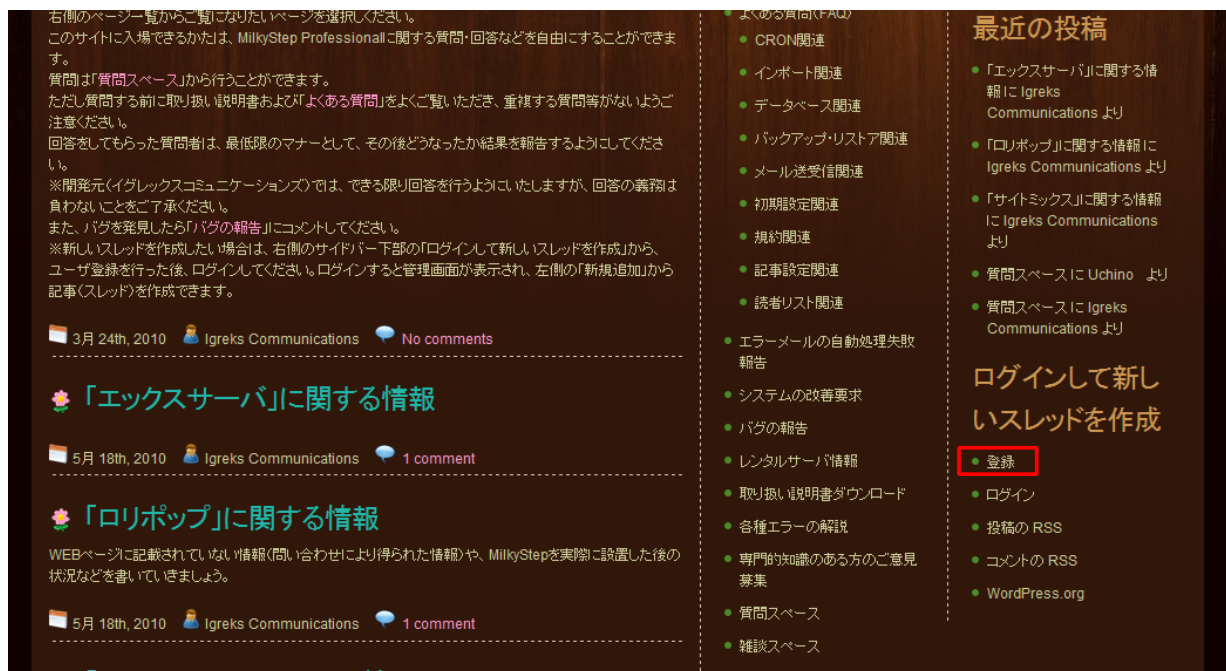 右側のページ一覧からご覧になりたいページを選択ください。
このサイトに入場できるかたは、MilkyStep Professionalに関する質問・回答などを自由にすることができま
す。
質問は「質問スペース」から行うことができます。
ただし質問する前に取り扱い説明書および「よくある質問」をよくご覧いただき、重複する質問等がないようご
注意ください。
回答をしてもらった質問者は、最低限のマナーとして、その後どうなったか結果を報告するようにしてくださ
い。
※開発元(イグレックスコミュニケーションズ)では、できる限り回答を行うようにいたしますが、回答の義務は
負わないことをご了承ください。
また、バグを発見したら「バグの報告」にコメントしてください。
※新しいスレッドを作成したい場合は、右側のサイドバー下部の「ログインして新しいスレッドを作成」から、
ユーザ登録を行った後、ログインしてください。ログインすると管理画面が表示され、左側の「新規追加」から
記事(スレッド)を作成できます。
3月 24th, 2010 Igreks Communications No comments
「エックスサーバ」に関する情報
5月 18th, 2010 Igreks Communications 1 comment
「ロリポップ」に関する情報
WEBページに記載されていない情報(問い合わせにより得られた情報)や、MilkyStepを実際に設置した後の
状況などを書いていきましょう。
5月 18th, 2010 Igreks Communications 1 comment
よくある質問(FAQ)
CRON関連
インポート関連
データベース関連
バックアップ・リストア関連
メール送受信関連
初期設定関連
規約関連
記事設定関連
読者リスト関連
エラーメールの自動処理失敗
報告
システムの改善要求
バグの報告
レンタルサーバ情報
取り扱い説明書ダウンロード
各種エラーの解説
専門的知識のある方のご意見
募集
質問スペース
雑談スペース
最近の投稿
「エックスサーバ」に関する情
報 に Igreks
Communications より
「ロリポップ」に関する情報 に
Igreks Communications より
「サイトミックス」に関する情報
に Igreks Communications
より
質問スペース に Uchino より
質問スペース に Igreks
Communications より
ログインして新し
いスレッドを作成
登録
ログイン
投稿の RSS
コメントの RSS
WordPress.org